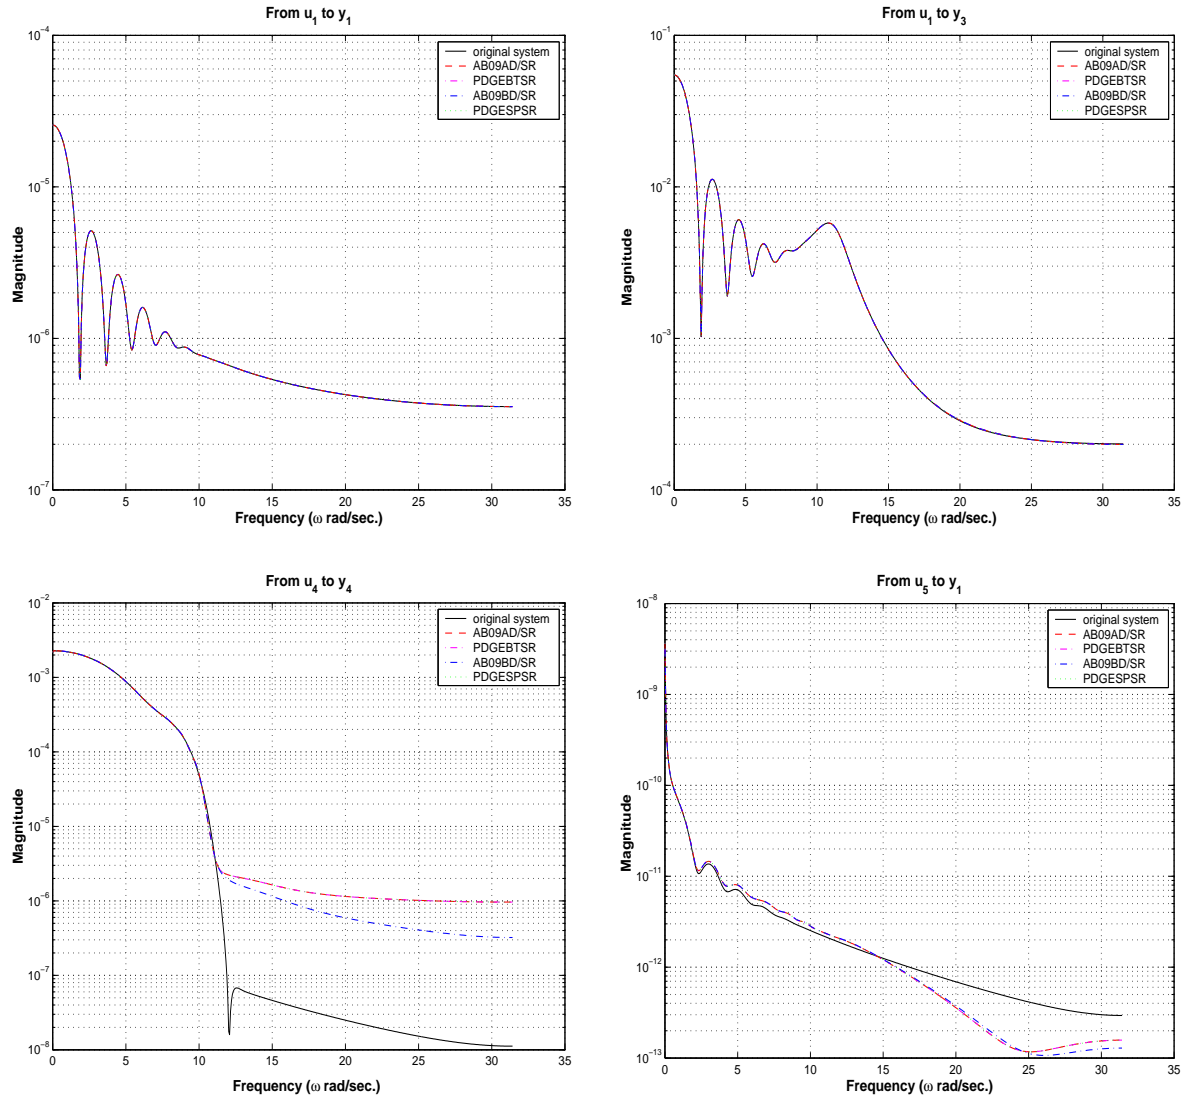 From u1 to y1
10−4
10−5
10−6
10−7
Magnitude
0 5 10 15 20 25 30 35
Frequency (ω rad/sec.)
original system
AB09AD/SR
PDGEBTSR
AB09BD/SR
PDGESPSR
From u1 to y3
10−1
10−2
10−3
10−4
Magnitude
0 5 10 15 20 25 30 35
Frequency (ω rad/sec.)
original system
AB09AD/SR
PDGEBTSR
AB09BD/SR
PDGESPSR
From u4 to y4
10−2
10−3
10−4
10−5
10−6
10−7
10−8
Magnitude
0 5 10 15 20 25 30 35
Frequency (ω rad/sec.)
original system
AB09AD/SR
PDGEBTSR
AB09BD/SR
PDGESPSR
From u5 to y1
10−8
10−9
10−10
10−11
10−12
10−13
Magnitude
0 5 10 15 20 25 30 35
Frequency (ω rad/sec.)
original system
AB09AD/SR
PDGEBTSR
AB09BD/SR
PDGESPSR